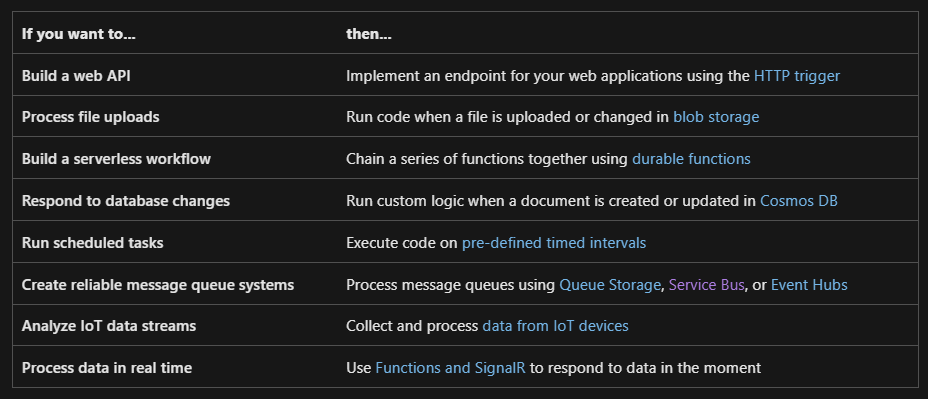 If you want to... then...
Build a web API Implement an endpoint for your web applications using the HTTP trigger
Process file uploads Run code when a file is uploaded or changed in blob storage
Build a serverless workflow Chain a series of functions together using durable functions
Respond to database changes Run custom logic when a document is created or updated in Cosmos DB
Run scheduled tasks Execute code on pre-defined timed intervals
Create reliable message queue systems Process message queues using Queue Storage, Service Bus, or Event Hubs
Analyze IoT data streams Collect and process data from IoT devices
Process data in real time Use Functions and SignalR to respond to data in the moment